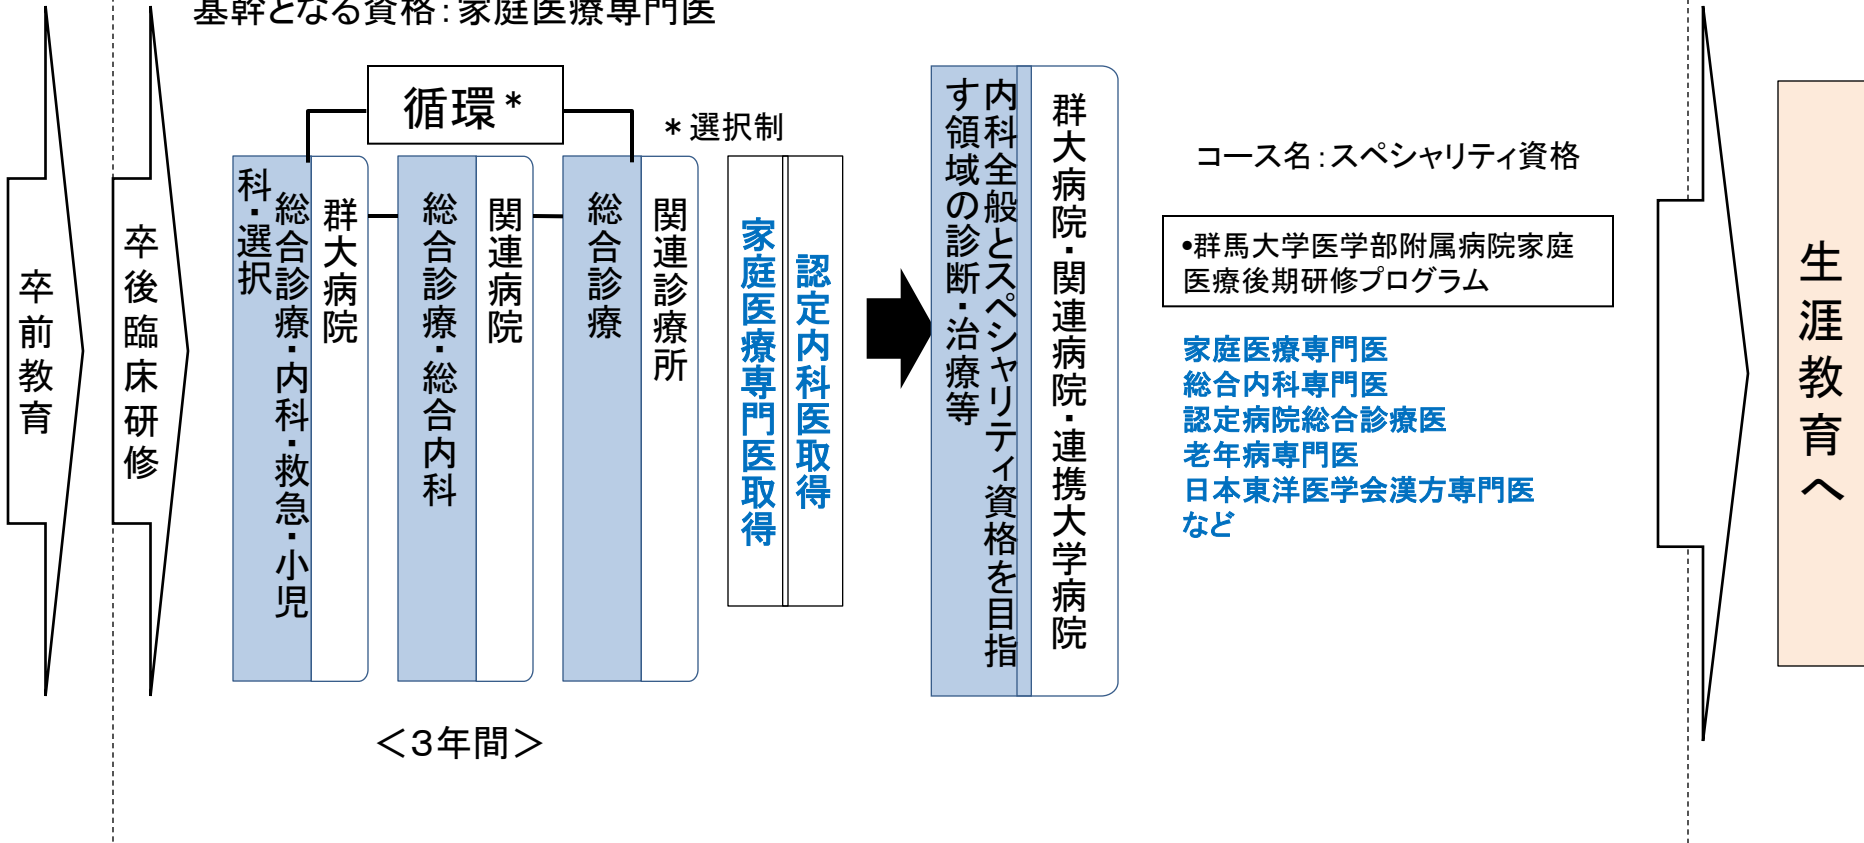 基幹となる資格：家庭医療専門医
卒前教育
卒後臨床研修
循環*
*選択制
総合診療・内科・救急・小児
科・選択
群大病院
総合診療・総合内科
関連病院
総合診療
関連診療所
家庭医療専門医取得
認定内科医取得
＜３年間＞
内科全般とスペシャリティ資格を目指
す領域の診断・治療等
群大病院・関連病院・連携大学病院
コース名：スペシャリティ資格
•群馬大学医学部附属病院家庭
医療後期研修プログラム
家庭医療専門医
総合内科専門医
認定病院総合診療医
老年病専門医
日本東洋医学会漢方専門医
など
生涯教育へ